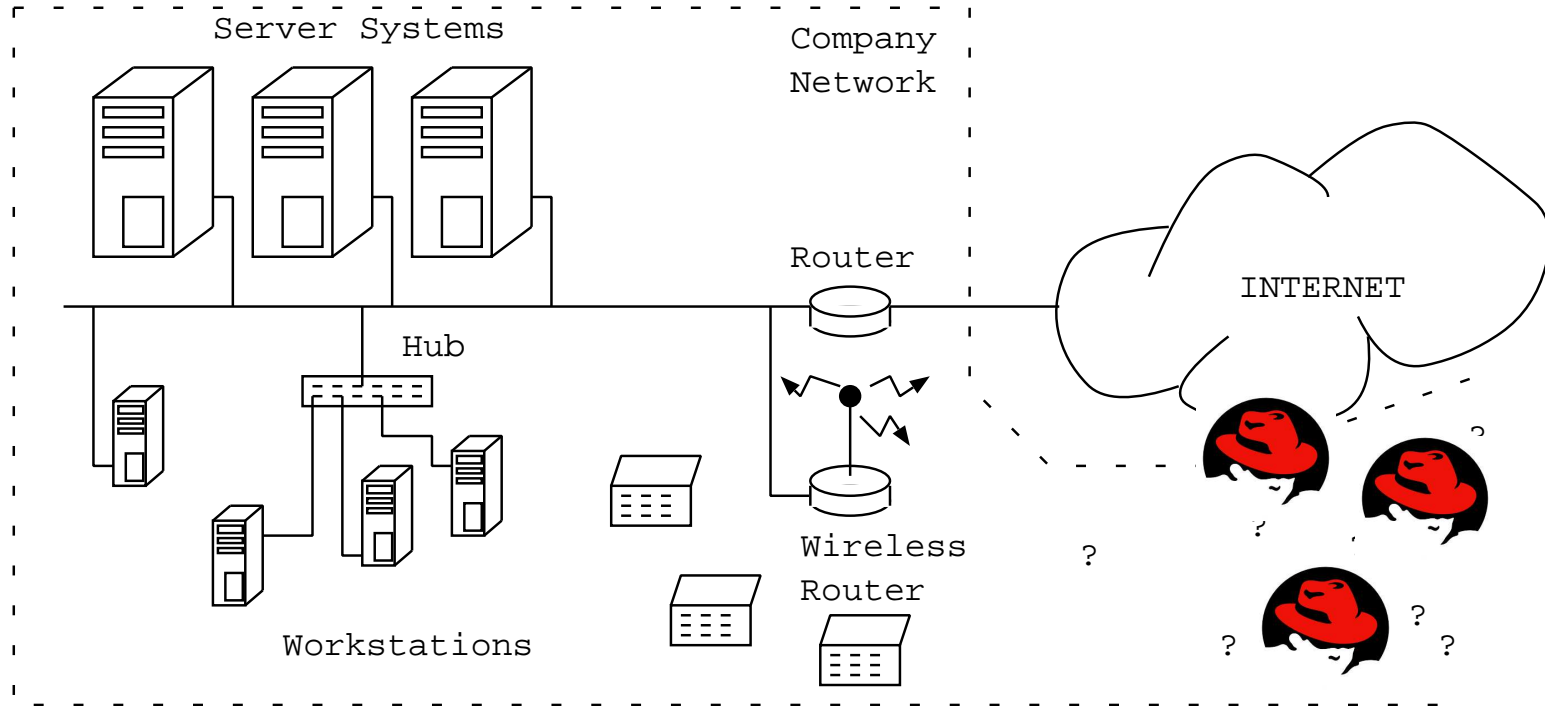 Server Systems
Company
Network
Router
INTERNET
Hub
?
Wireless
Router
?
?
?
?
?
Workstations